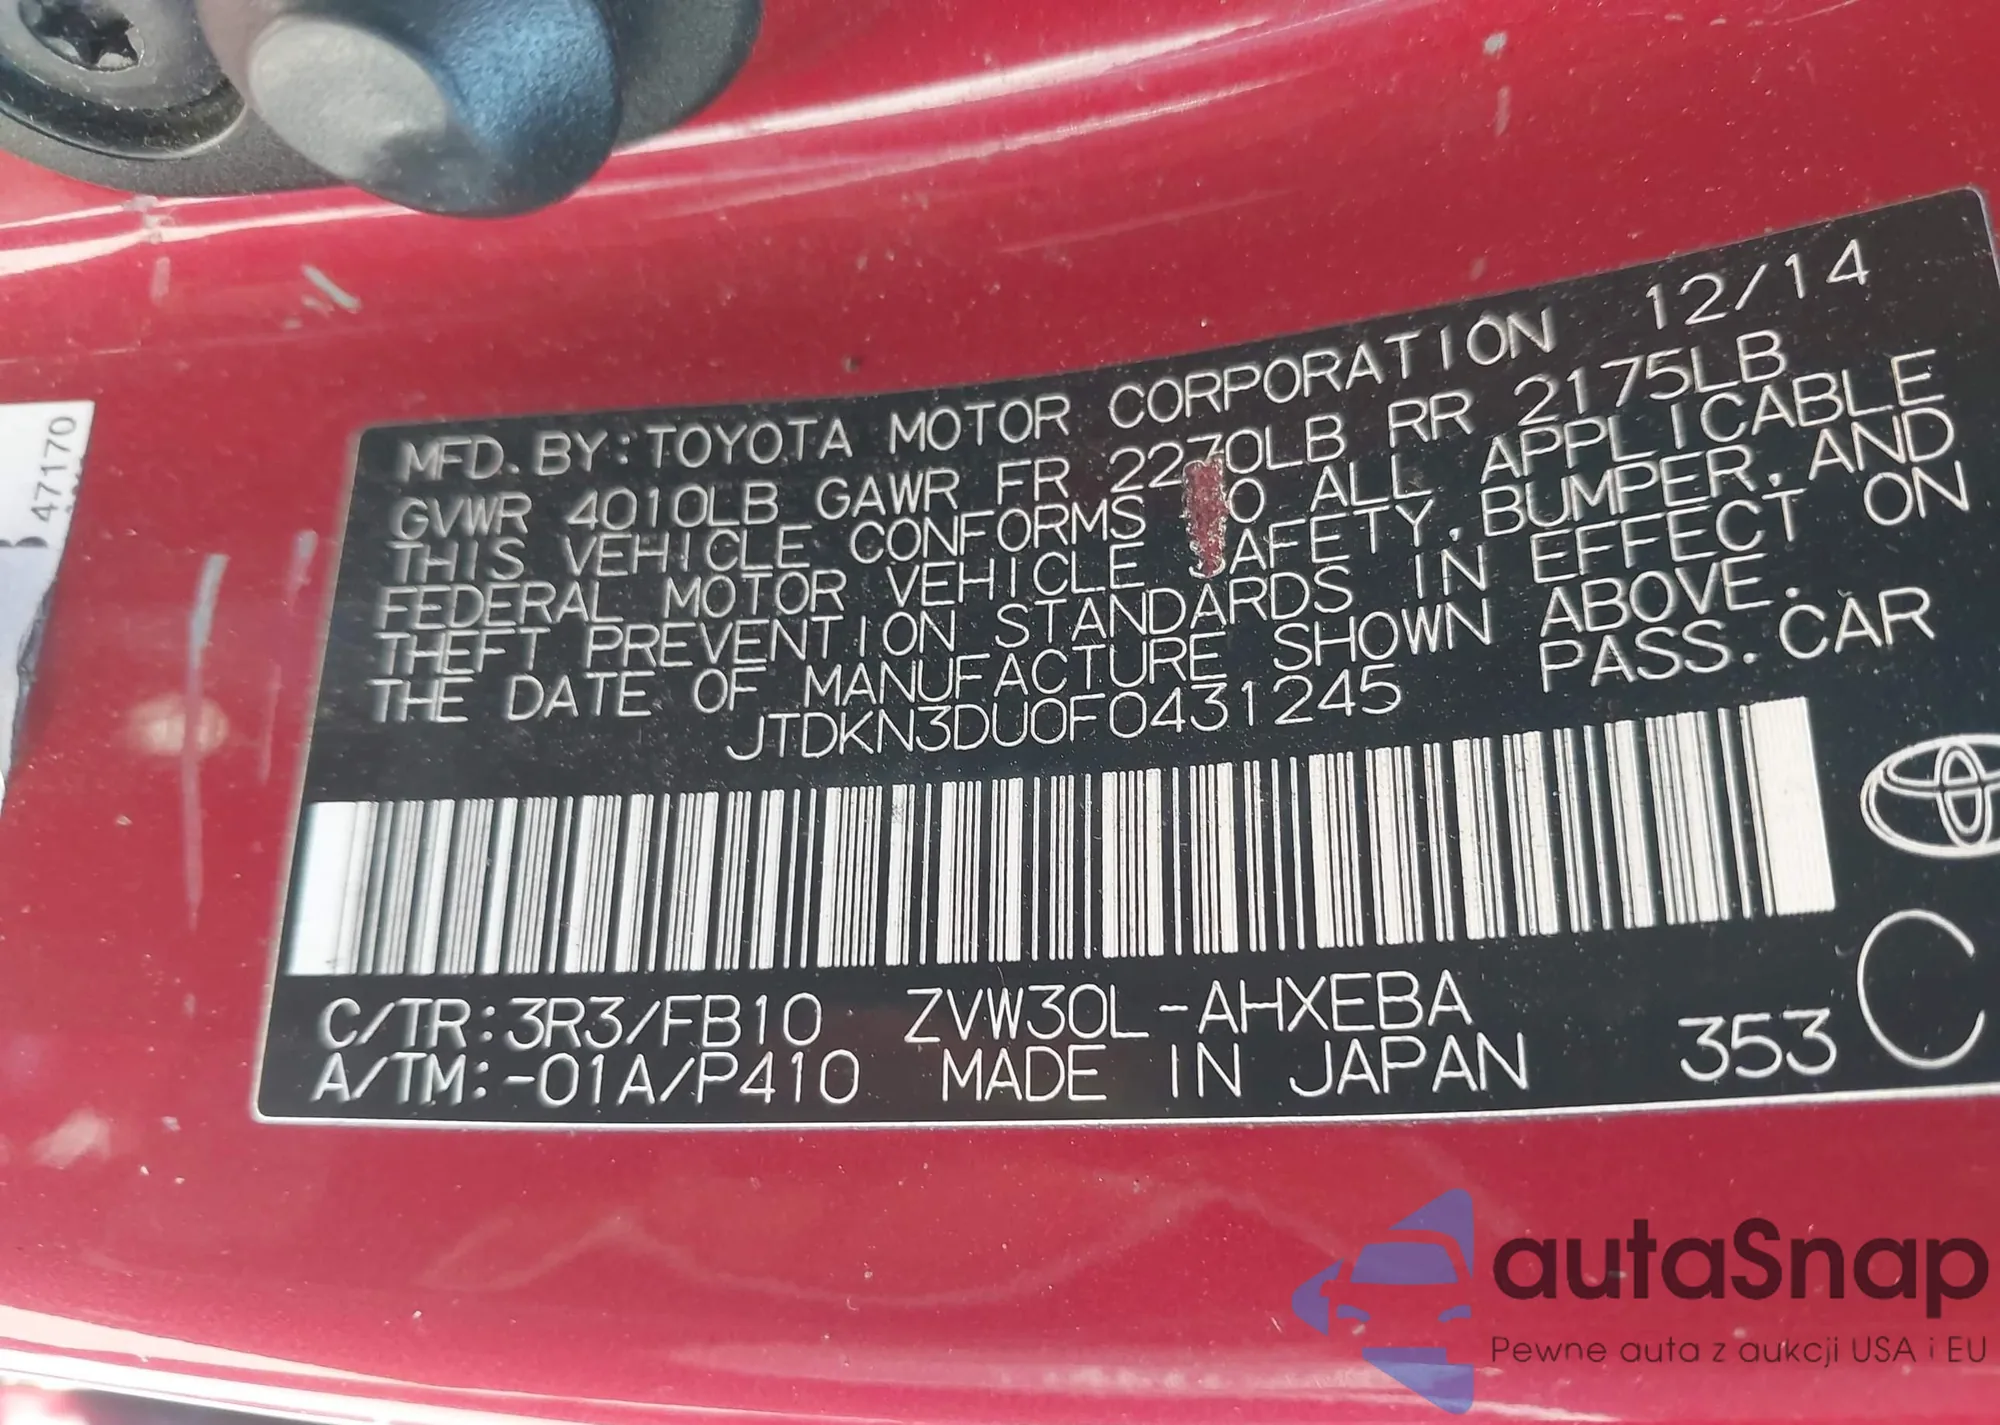 47170
MFD. BY: TOYOTA MOTOR CORPORATION 12/14
GVWR 4010LB GAWR FR 2270LB RR 2175LB
THIS VEHICLE CONFORMS TO ALL APPLICABLE
FEDERAL MOTOR VEHICLE SAFETY, BUMPER, AND
THEFT PREVENTION STANDARDS IN EFFECT ON
THE DATE OF MANUFACTURE SHOWN ABOVE.
JTDKN3DU0F0431245 PASS. CAR
C/TR: 3R3/FB10 ZVW30L-AHXEBA
A/TM: -01A/P410 MADE IN JAPAN 353 C
autaSnap
Pewne auta z aukcji USA i EU